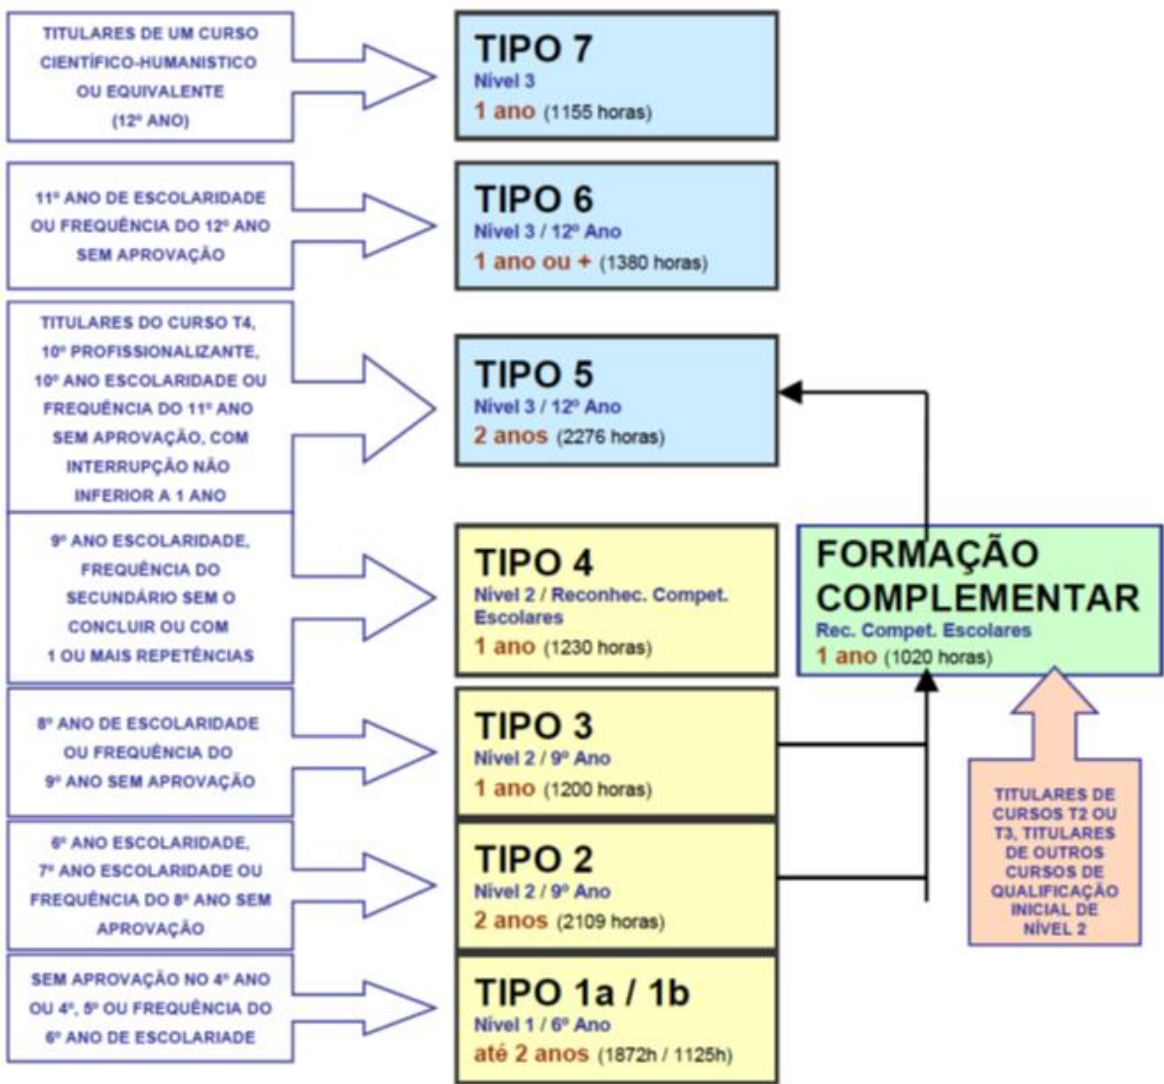 TITULARES DE UM CURSO
CIENTÍFICO-HUMANISTICO
OU EQUIVALENTE
(12º ANO)
TIPO 7
Nível 3
1 ano (1155 horas)
11º ANO DE ESCOLARIDADE
OU FREQUÊNCIA DO 12º ANO
SEM APROVAÇÃO
TIPO 6
Nível 3 / 12º Ano
1 ano ou + (1380 horas)
TITULARES DO CURSO T4,
10º PROFISSIONALIZANTE,
10º ANO ESCOLARIDADE OU
FREQUÊNCIA DO 11º ANO
SEM APROVAÇÃO, COM
INTERRUPÇÃO NÃO
INFERIOR A 1 ANO
TIPO 5
Nível 3 / 12º Ano
2 anos (2276 horas)
9º ANO ESCOLARIDADE,
FREQUÊNCIA DO
SECUNDÁRIO SEM O
CONCLUIR OU COM
1 OU MAIS REPETÊNCIAS
TIPO 4
Nível 2 / Reconhec. Compet.
Escolares
1 ano (1230 horas)
FORMAÇÃO
COMPLEMENTAR
Rec. Compet. Escolares
1 ano (1020 horas)
8º ANO DE ESCOLARIDADE
OU FREQUÊNCIA DO
9º ANO SEM APROVAÇÃO
TIPO 3
Nível 2 / 9º Ano
1 ano (1200 horas)
TITULARES DE
CURSOS T2 OU
T3, TITULARES
DE OUTROS
CURSOS DE
QUALIFICAÇÃO
INICIAL DE
NÍVEL 2
6º ANO ESCOLARIDADE,
7º ANO ESCOLARIDADE OU
FREQUÊNCIA DO 8º ANO SEM
APROVAÇÃO
TIPO 2
Nível 2 / 9º Ano
2 anos (2109 horas)
SEM APROVAÇÃO NO 4º ANO
OU 4º, 5º OU FREQUÊNCIA DO
6º ANO DE ESCOLARIADE
TIPO 1a / 1b
Nível 1 / 6º Ano
até 2 anos (1872h / 1125h)